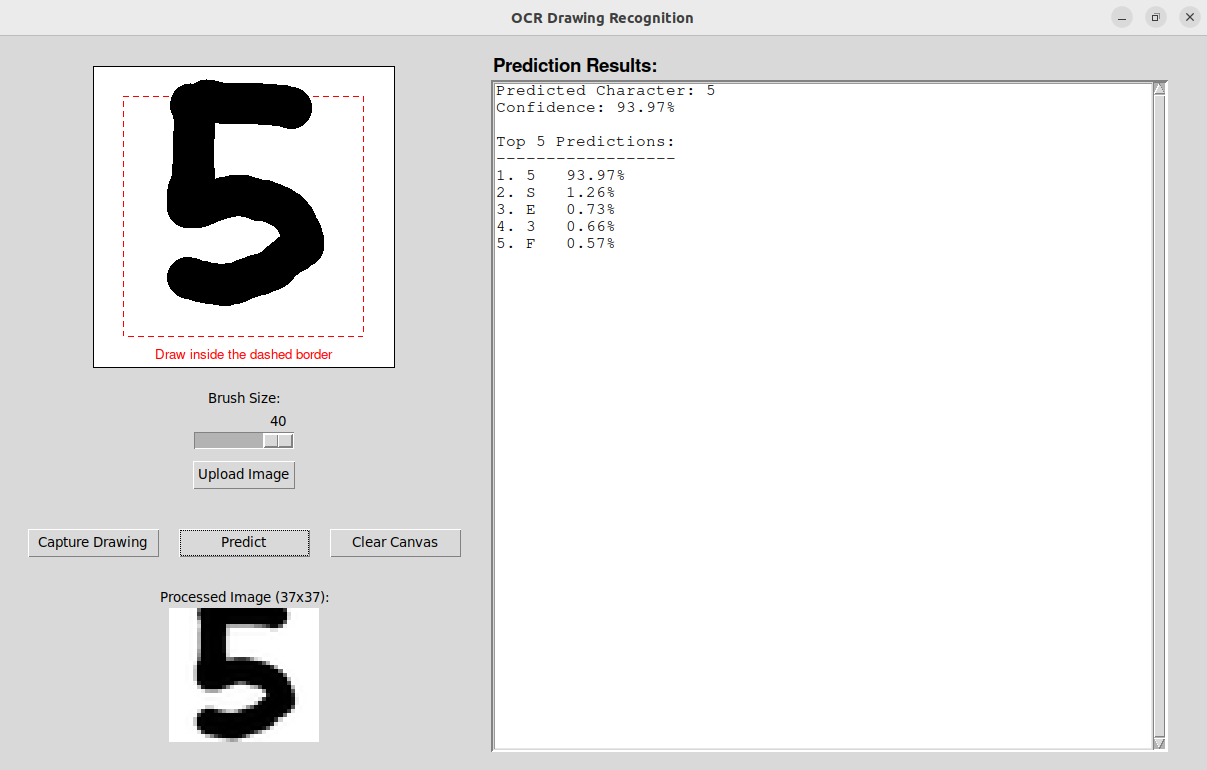 OCR Drawing Recognition
5
Draw inside the dashed border
Brush Size:
40
Upload Image
Capture Drawing
Predict
Clear Canvas
Processed Image (37x37):
5
Prediction Results:
Predicted Character: 5
Confidence: 93.97%
Top 5 Predictions:
------------------
1. 5   93.97%
2. S   1.26%
3. E   0.73%
4. 3   0.66%
5. F   0.57%